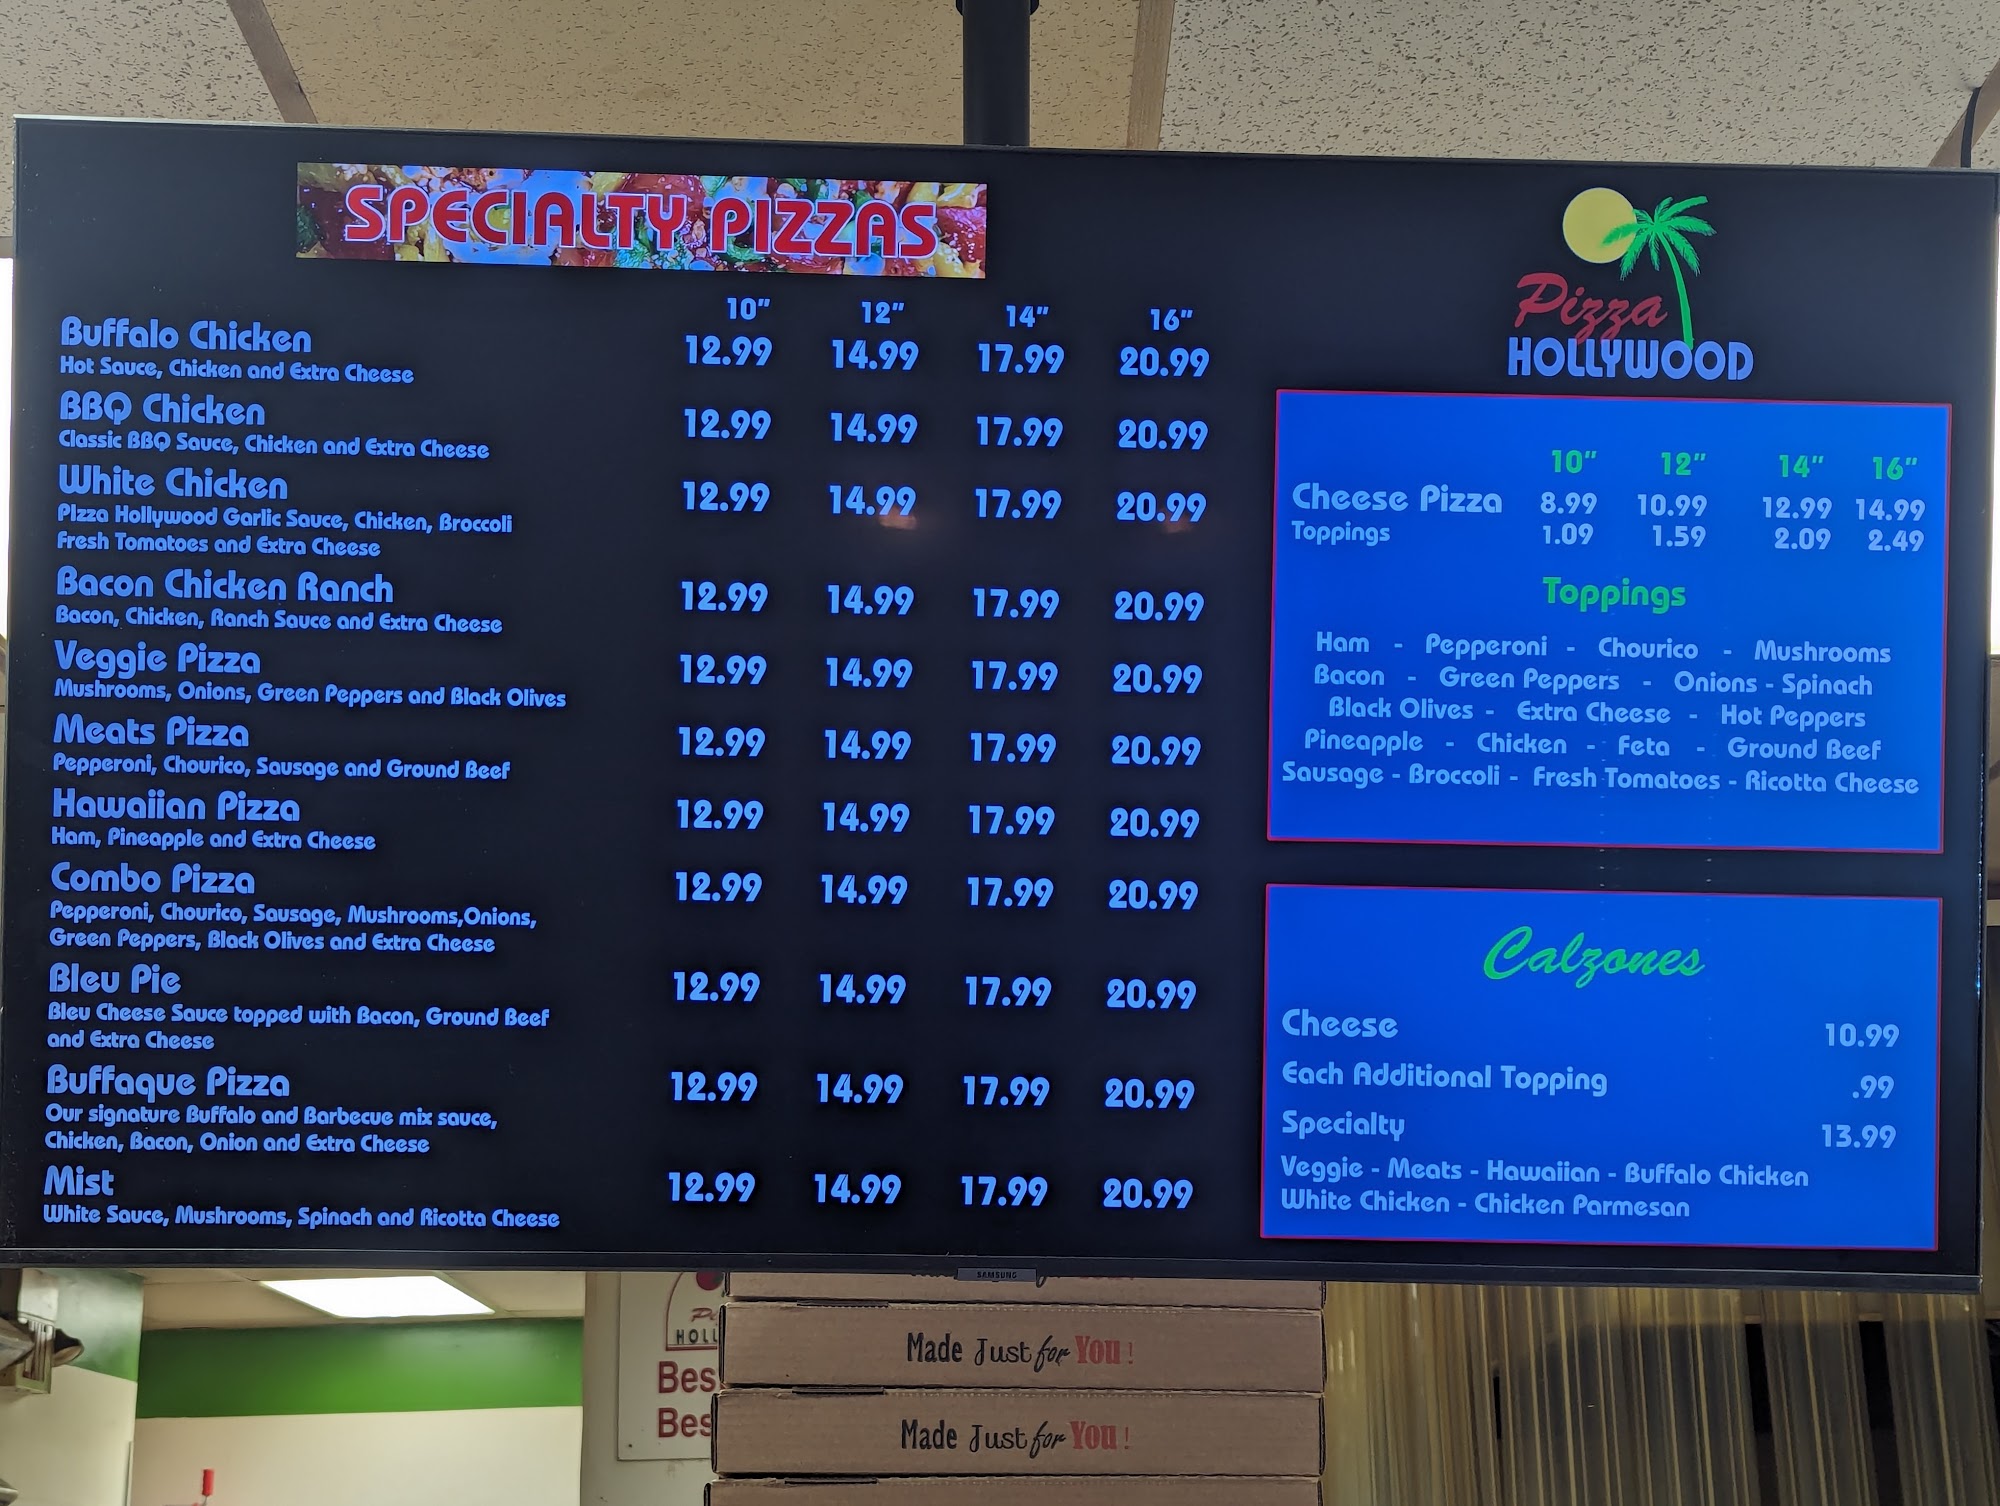 SPECIALTY PIZZAS
10" 12" 14" 16"
Buffalo Chicken 12.99 14.99 17.99 20.99
Hot Sauce, Chicken and Extra Cheese
BBQ Chicken 12.99 14.99 17.99 20.99
Classic BBQ Sauce, Chicken and Extra Cheese
White Chicken 12.99 14.99 17.99 20.99
PIzza Hollywood Garlic Sauce, Chicken, Broccoli
Fresh Tomatoes and Extra Cheese
Bacon Chicken Ranch 12.99 14.99 17.99 20.99
Bacon, Chicken, Ranch Sauce and Extra Cheese
Veggie Pizza 12.99 14.99 17.99 20.99
Mushrooms, Onions, Green Peppers and Black Olives
Meats Pizza 12.99 14.99 17.99 20.99
Pepperoni, Chourico, Sausage and Ground Beef
Hawaiian Pizza 12.99 14.99 17.99 20.99
Ham, Pineapple and Extra Cheese
Combo Pizza 12.99 14.99 17.99 20.99
Pepperoni, Chourico, Sausage, Mushrooms,Onions,
Green Peppers, Black Olives and Extra Cheese
Bleu Pie 12.99 14.99 17.99 20.99
Bleu Cheese Sauce topped with Bacon, Ground Beef
and Extra Cheese
Buffaque Pizza 12.99 14.99 17.99 20.99
Our signature Buffalo and Barbecue mix sauce,
Chicken, Bacon, Onion and Extra Cheese
Mist 12.99 14.99 17.99 20.99
White Sauce, Mushrooms, Spinach and Ricotta Cheese
Pizza
HOLLYWOOD
10" 12" 14" 16"
Cheese Pizza 8.99 10.99 12.99 14.99
Toppings 1.09 1.59 2.09 2.49
Toppings
Ham - Pepperoni - Chourico - Mushrooms
Bacon - Green Peppers - Onions - Spinach
Black Olives - Extra Cheese - Hot Peppers
Pineapple - Chicken - Feta - Ground Beef
Sausage - Broccoli - Fresh Tomatoes - Ricotta Cheese
Calzones
Cheese 10.99
Each Additional Topping .99
Specialty 13.99
Veggie - Meats - Hawaiian - Buffalo Chicken
White Chicken - Chicken Parmesan
SAMSUNG
Made Just for You!
Made Just for You!